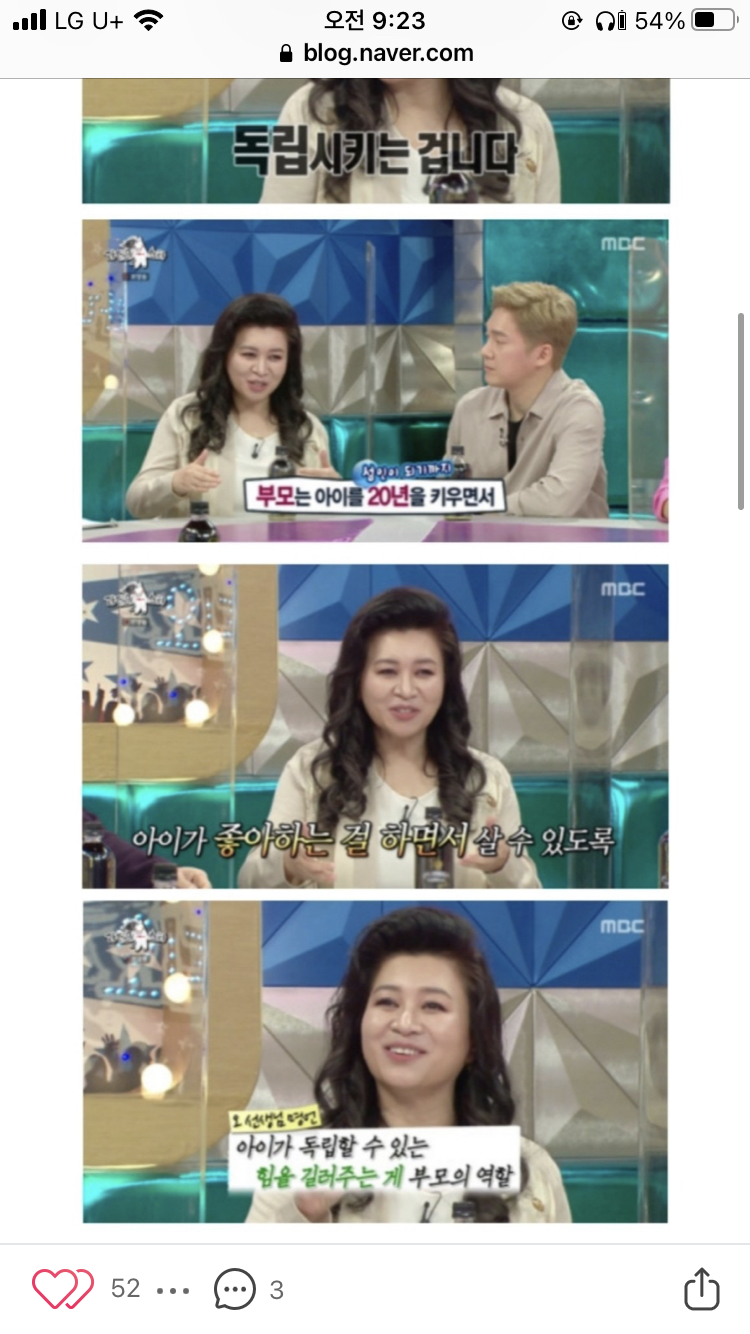 LG U+
오전 9:23
54%
blog.naver.com
독립시키는 겁니다
MBC
성인이 되기까지
부모는 아이를 20년을 키우면서
MBC
아이가 좋아하는 걸 하면서 살 수 있도록
MBC
오 선생님 명언
아이가 독립할 수 있는
힘을 길러주는 게 부모의 역할
52
3